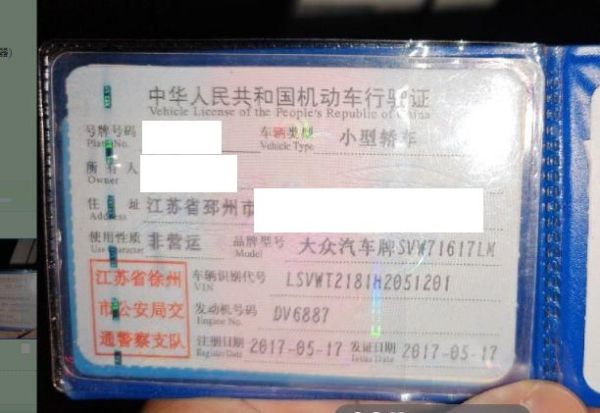 中华人民共和国机动车行驶证
Vehicle License of the People's Republic of China
号牌号码 车辆类型 小型轿车
Plate No. Vehicle Type
所有人
Owner
住址 江苏省邳州市
Address
使用性质 非营运 品牌型号 大众汽车牌SVW71617LM
Use Character Model
江苏省徐州 车辆识别代号 LSVWT2181H2051201
VIN
市公安局交 发动机号码 DV6887
Engine No.
通警察支队 注册日期 2017-05-17 发证日期 2017-05-17
Register Date Issue Date